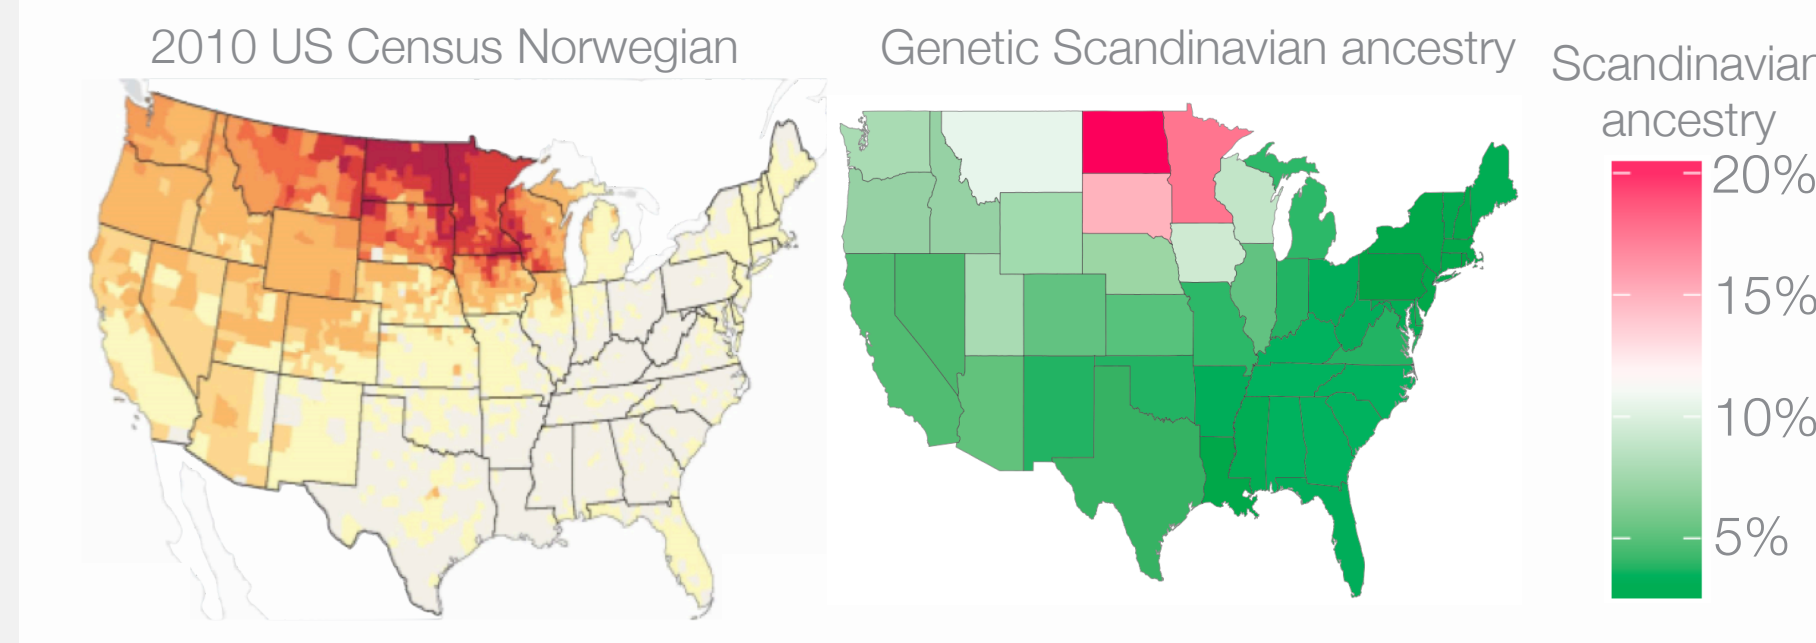 2010 US Census Norwegian
Genetic Scandinavian ancestry
Scandinavian
ancestry
20%
15%
10%
5%